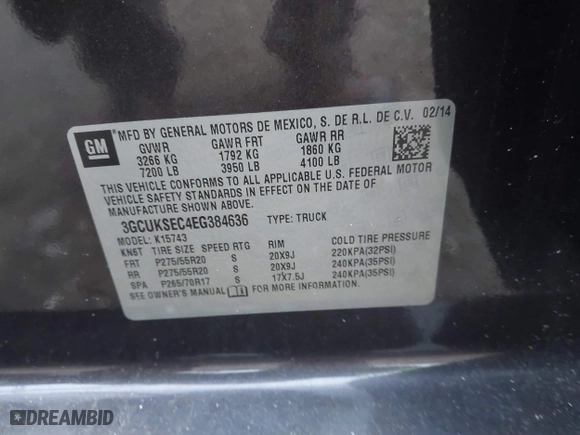 GM
MFD BY GENERAL MOTORS DE MEXICO, S. DE R.L. DE C.V. 02/14
GVWR GAWR FRT GAWR RR
3266 KG 1792 KG 1860 KG
7200 LB 3950 LB 4100 LB
THIS VEHICLE CONFORMS TO ALL APPLICABLE U.S. FEDERAL MOTOR
VEHICLE SAFETY STANDARDS IN EFFECT ON THE DATE OF
MANUFACTURE SHOWN ABOVE.
3GCUKSEC4EG384636 TYPE: TRUCK
MODEL: K15743
KN6T TIRE SIZE SPEED RTG RIM COLD TIRE PRESSURE
FRT P275/55R20 S 20X9J 220KPA(32PSI)
RR P275/55R20 S 20X9J 240KPA(35PSI)
SPA P265/70R17 S 17X7.5J 240KPA(35PSI)
SEE OWNER'S MANUAL FOR MORE INFORMATION.
DREAMBID